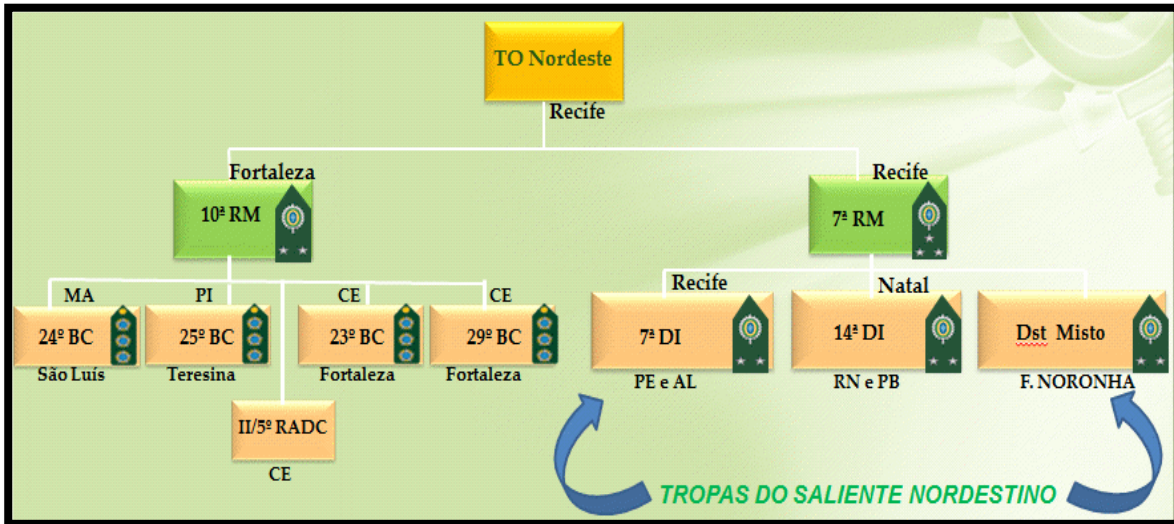 TO Nordeste
Recife
Fortaleza
10ª RM
Recife
7ª RM
MA
24º BC
São Luís
PI
25º BC
Teresina
CE
23º BC
Fortaleza
CE
29º BC
Fortaleza
II/5º RADC
CE
Recife
7ª DI
PE e AL
Natal
14ª DI
RN e PB
Dst Misto
F. NORONHA
TROPAS DO SALIENTE NORDESTINO